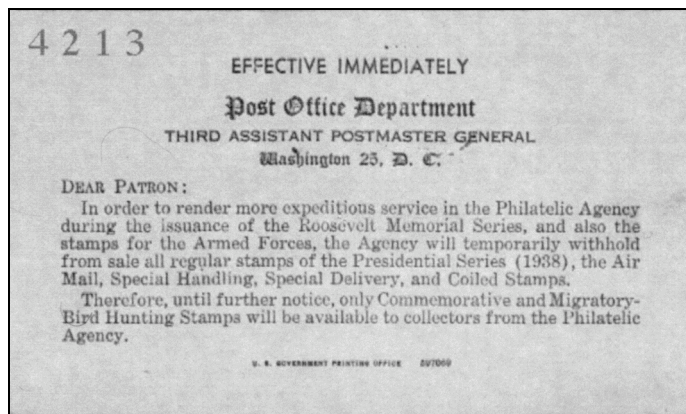 4213
EFFECTIVE IMMEDIATELY
Post Office Department
THIRD ASSISTANT POSTMASTER GENERAL
Washington 25, D. C.
DEAR PATRON:
In order to render more expeditious service in the Philatelic Agency
during the issuance of the Roosevelt Memorial Series, and also the
stamps for the Armed Forces, the Agency will temporarily withhold
from sale all regular stamps of the Presidential Series (1938), the Air
Mail, Special Handling, Special Delivery, and Coiled Stamps.
Therefore, until further notice, only Commemorative and Migratory-
Bird Hunting Stamps will be available to collectors from the Philatelic
Agency.
U. S. GOVERNMENT PRINTING OFFICE 597069